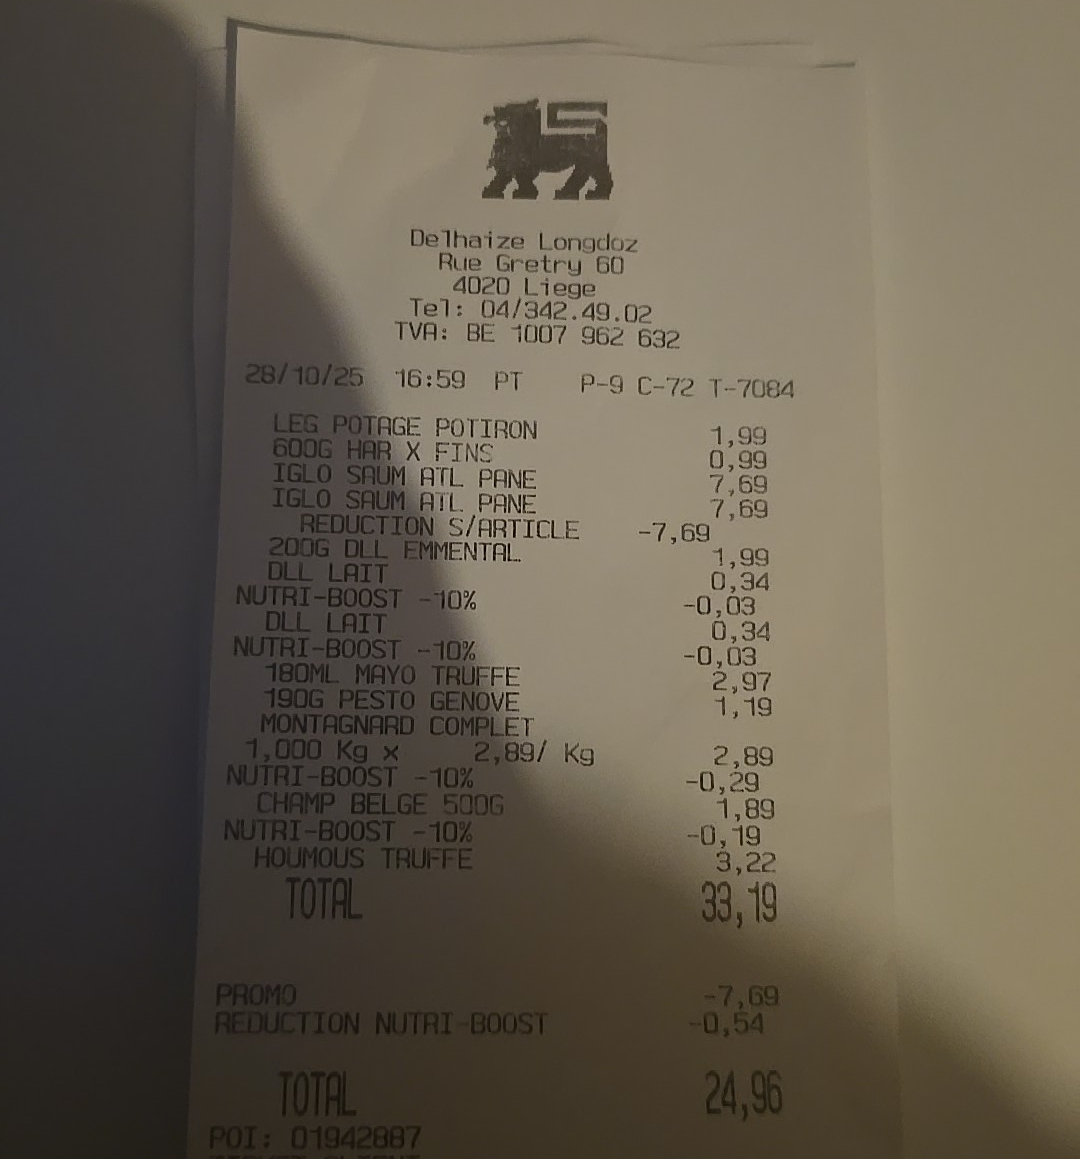 Delhaize Longdoz
Rue Gretry 60
4020 Liege
Tel: 04/342.49.02
TVA: BE 1007 962 632
28/10/25 16:59 PT P-9 C-72 T-7084
LEG POTAGE POTIRON 1,99
600G HAR X FINS 0,99
IGLO SAUM ATL PANE 7,69
IGLO SAUM ATL PANE 7,69
REDUCTION S/ARTICLE -7,69
200G DLL EMMENTAL 1,99
DLL LAIT 0,34
NUTRI-BOOST -10% -0,03
DLL LAIT 0,34
NUTRI-BOOST -10% -0,03
180ML MAYO TRUFFE 2,97
190G PESTO GENOVE 1,19
MONTAGNARD COMPLET
1,000 Kg x 2,89/ Kg 2,89
NUTRI-BOOST -10% -0,29
CHAMP BELGE 500G 1,89
NUTRI-BOOST -10% -0,19
HOUMOUS TRUFFE 3,22
TOTAL 33,19
PROMO -7,69
REDUCTION NUTRI-BOOST -0,54
TOTAL 24,96
POI: 01942887